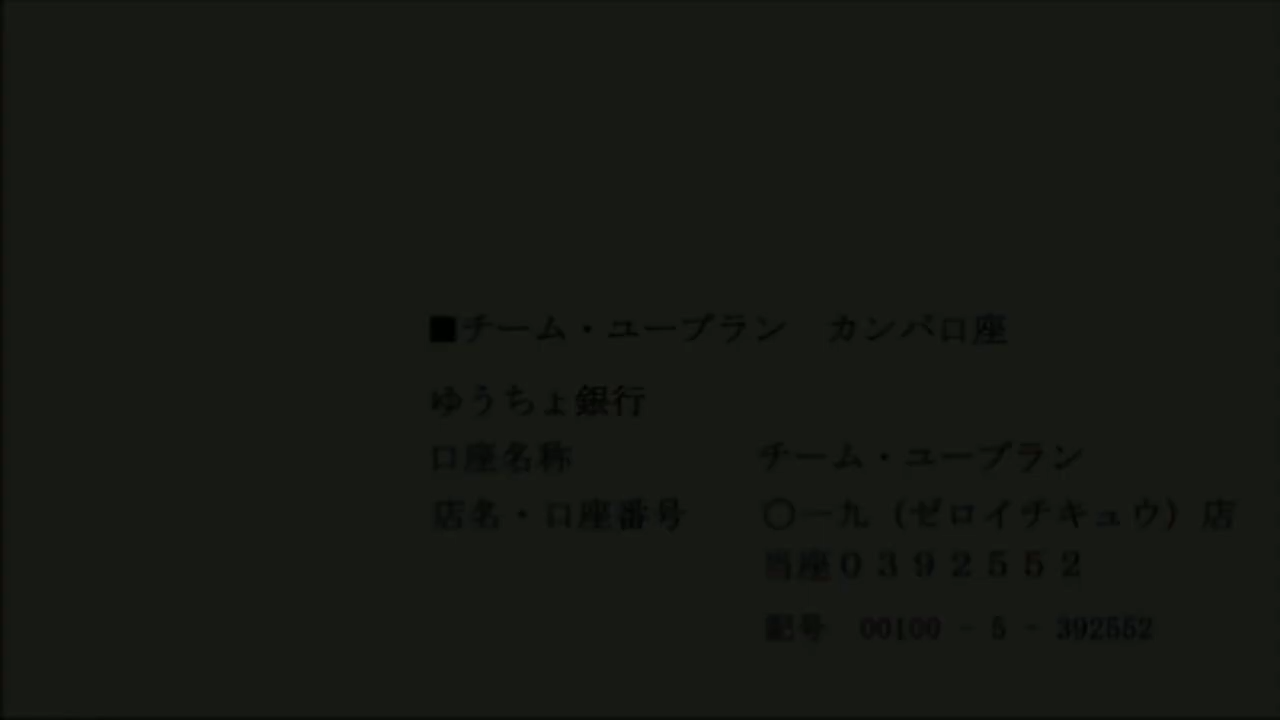 ■チーム・ユープラン　カンパ口座
ゆうちょ銀行
口座名称　チーム・ユープラン
店名・口座番号　〇一九（ゼロイチキュウ）店
当座０３９２５５２
記号　00100 - 5 - 392552